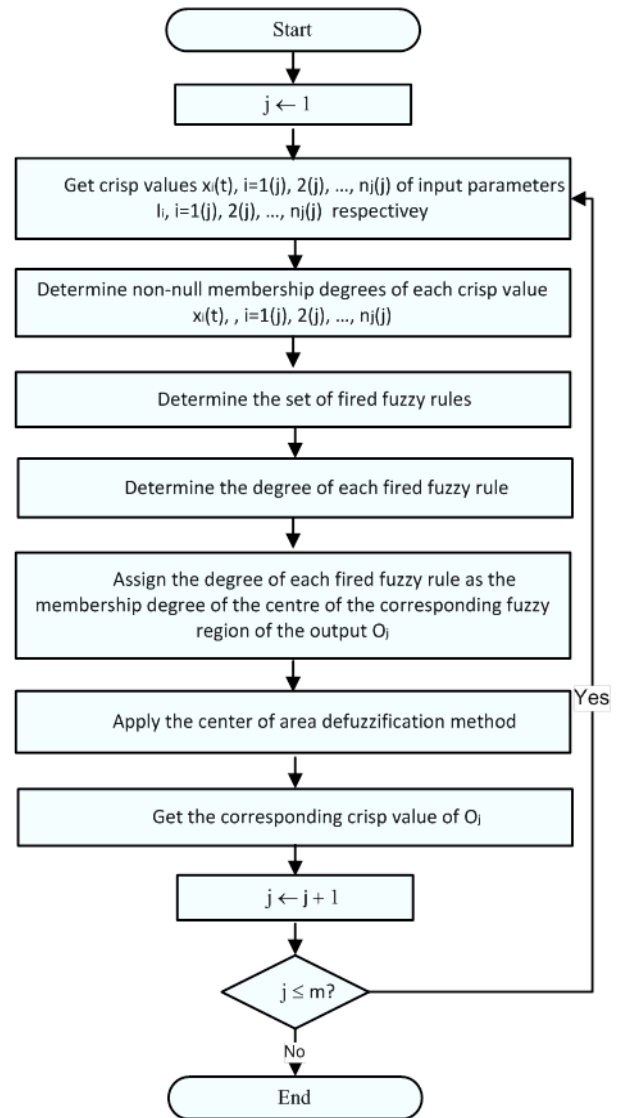 Start
j ← 1
Get crisp values xᵢ(t), i=1(j), 2(j), ..., nⱼ(j) of input parameters
Iᵢ, i=1(j), 2(j), ..., nⱼ(j) respectivey
Determine non-null membership degrees of each crisp value
xᵢ(t), , i=1(j), 2(j), ..., nⱼ(j)
Determine the set of fired fuzzy rules
Determine the degree of each fired fuzzy rule
Assign the degree of each fired fuzzy rule as the
membership degree of the centre of the corresponding fuzzy
region of the output Oⱼ
Apply the center of area defuzzification method
Yes
Get the corresponding crisp value of Oⱼ
j ← j + 1
j ≤ m?
No
End